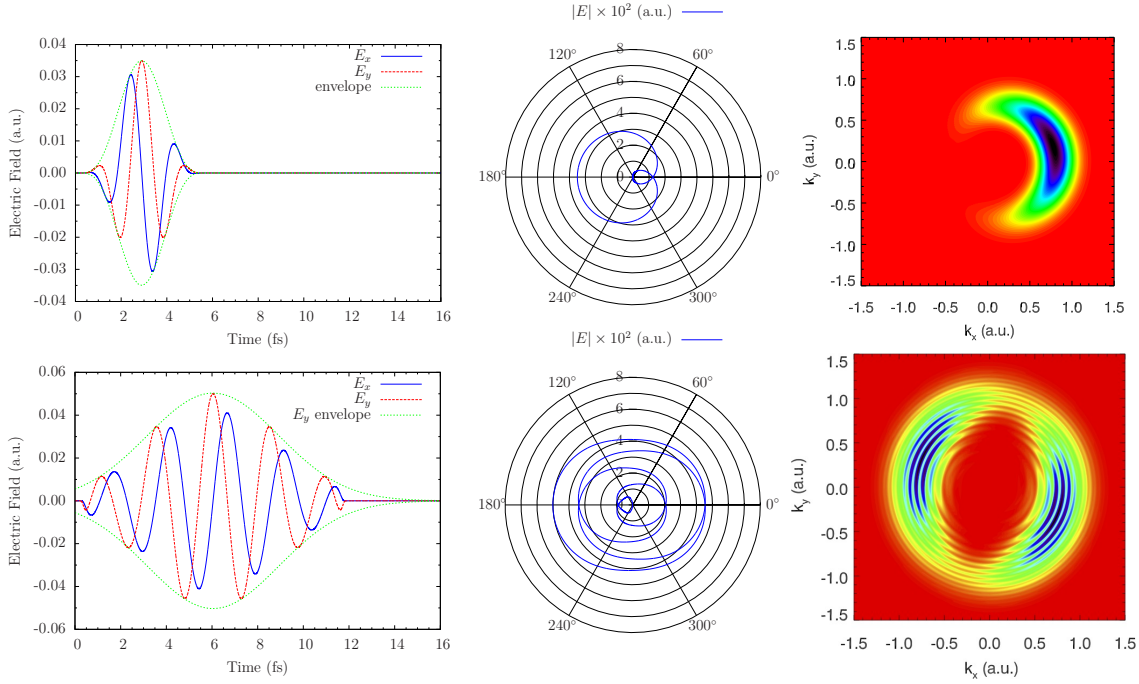 |E| × 10² (a.u.)
0.04
0.03
0.02
0.01
0.00
-0.01
-0.02
-0.03
-0.04
Electric Field (a.u.)
E_x
E_y
envelope
0 2 4 6 8 10 12 14 16
Time (fs)
120° 60°
180° 0°
240° 300°
8
6
4
2
0
1.5
1.0
0.5
0.0
-0.5
-1.0
-1.5
k_y (a.u.)
-1.5 -1.0 -0.5 0.0 0.5 1.0 1.5
k_x (a.u.)
|E| × 10² (a.u.)
0.06
0.04
0.02
0.00
-0.02
-0.04
-0.06
Electric Field (a.u.)
E_x
E_y
E_y envelope
0 2 4 6 8 10 12 14 16
Time (fs)
120° 60°
180° 0°
240° 300°
8
6
4
2
0
1.5
1.0
0.5
0.0
-0.5
-1.0
-1.5
k_y (a.u.)
-1.5 -1.0 -0.5 0.0 0.5 1.0 1.5
k_x (a.u.)